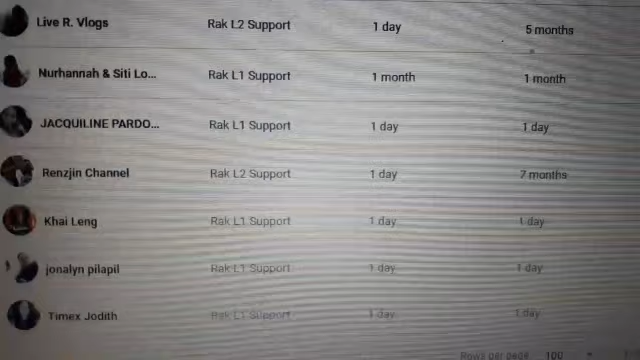 Live R. Vlogs Rak L2 Support 1 day 5 months
Nurhannah & Siti Lo... Rak L1 Support 1 month 1 month
JACQUILINE PARDO... Rak L1 Support 1 day 1 day
Renzjin Channel Rak L2 Support 1 day 7 months
Khai Leng Rak L1 Support 1 day 1 day
jonalyn pilapil Rak L1 Support 1 day 1 day
Timex Jodith Rak L1 Support 1 day 1 day
Rows per page 100